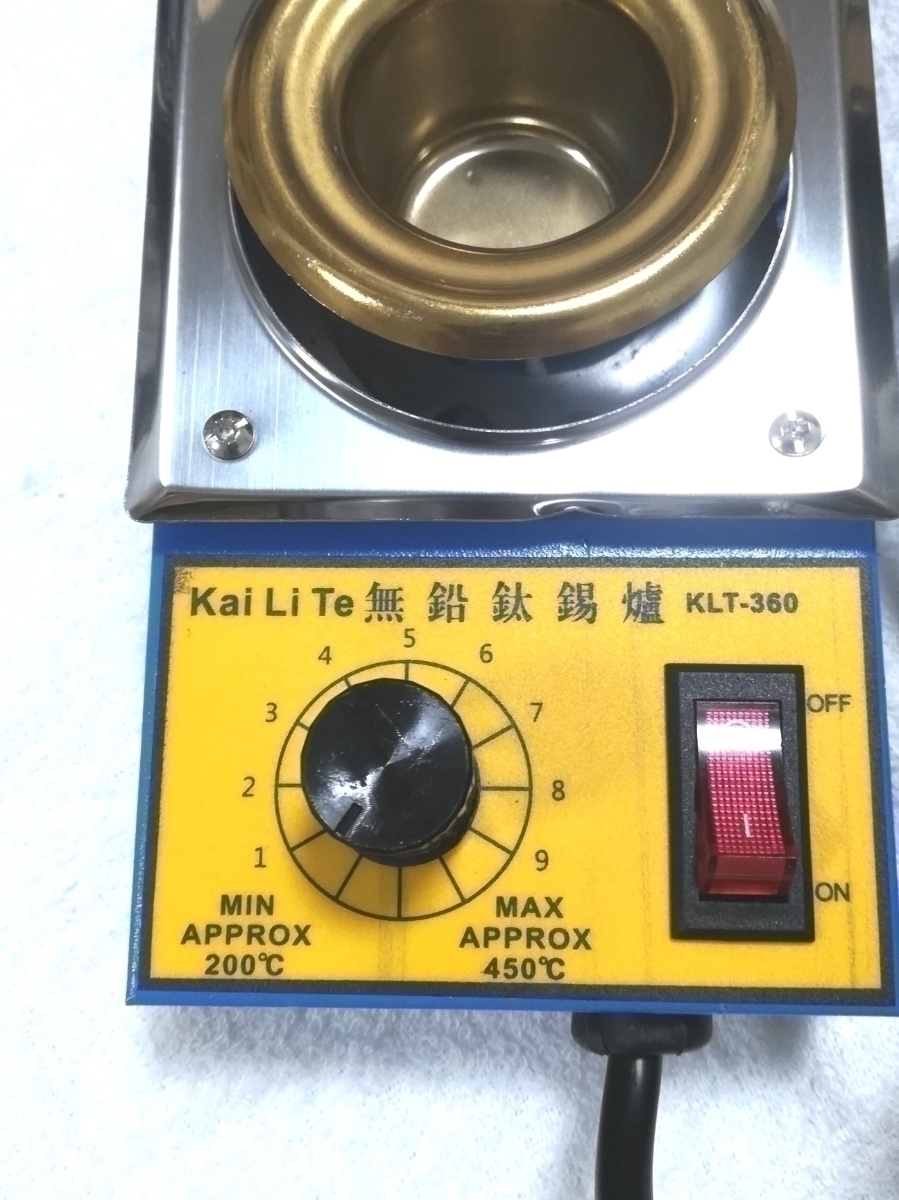 Kai Li Te 無鉛鈦錫爐 KLT-360
1 2 3 4 5 6 7 8 9
OFF
ON
MIN
APPROX
200℃
MAX
APPROX
450℃